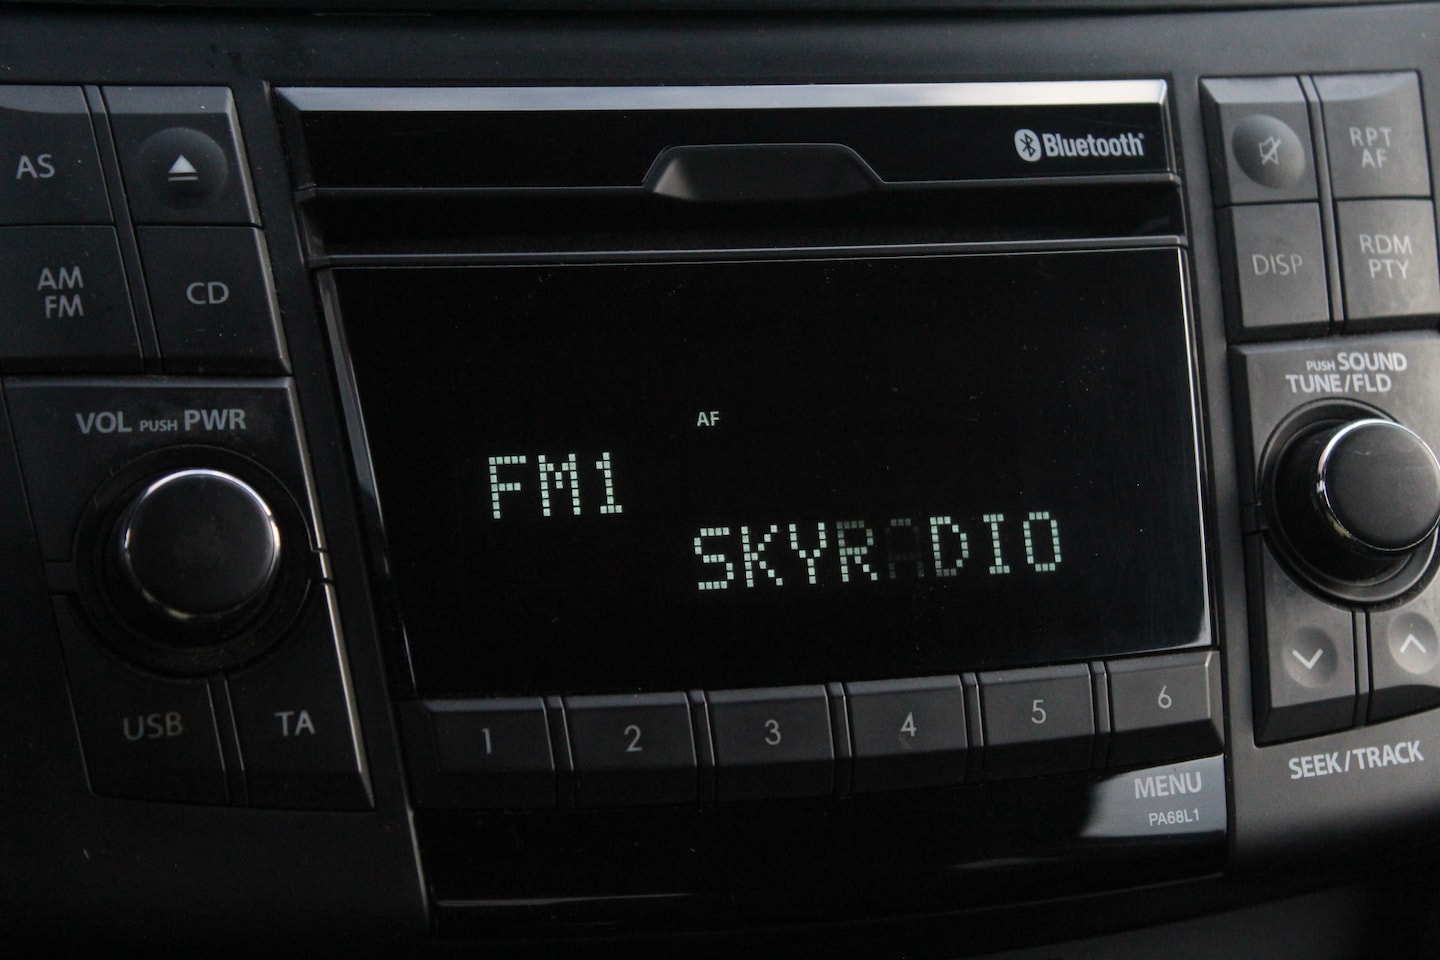 AS
AM
FM
CD
VOL PUSH PWR
USB
TA
Bluetooth®
AF
FM1
SKYRADIO
1 2 3 4 5 6
MENU
PA68L1
RPT
AF
DISP
RDM
PTY
PUSH SOUND
TUNE/FLD
SEEK/TRACK